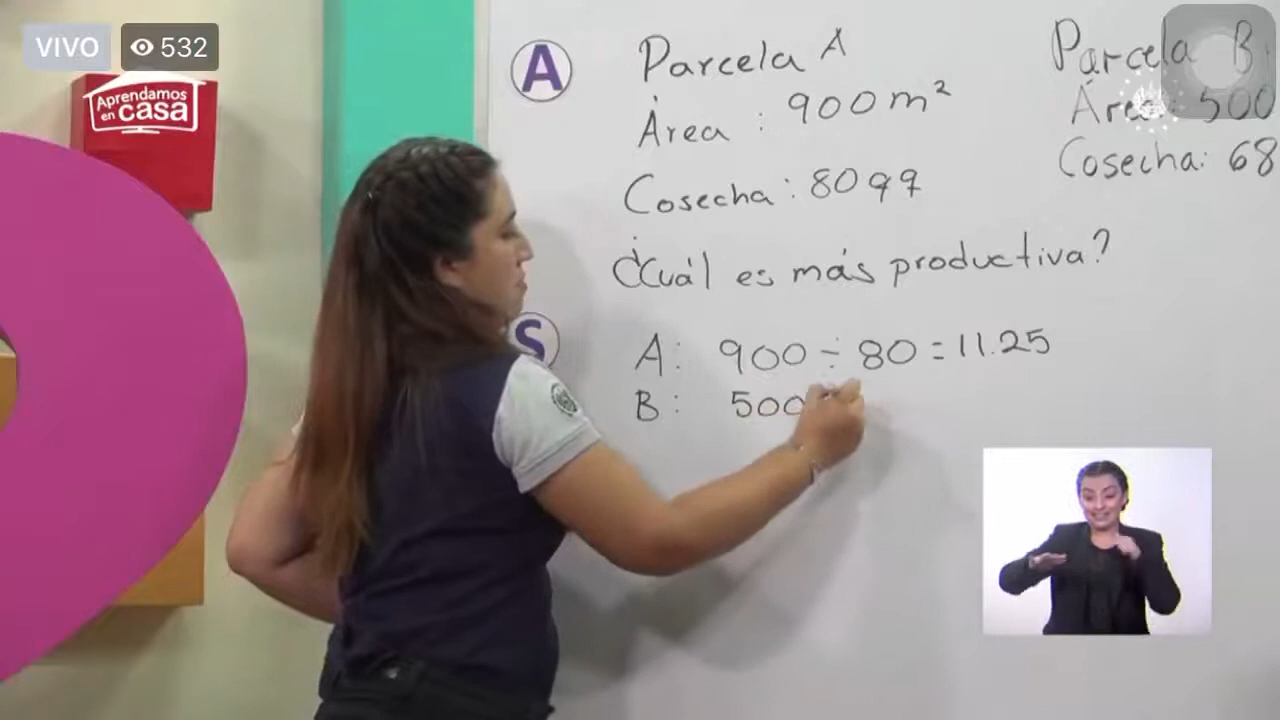 VIVO 532
Aprendamos
en casa
A
Parcela A
Área : 900 m²
Cosecha : 80 qq
¿Cuál es más productiva?
S
A: 900 ÷ 80 = 11.25
B: 500
Parcela B
Área: 500
Cosecha: 68